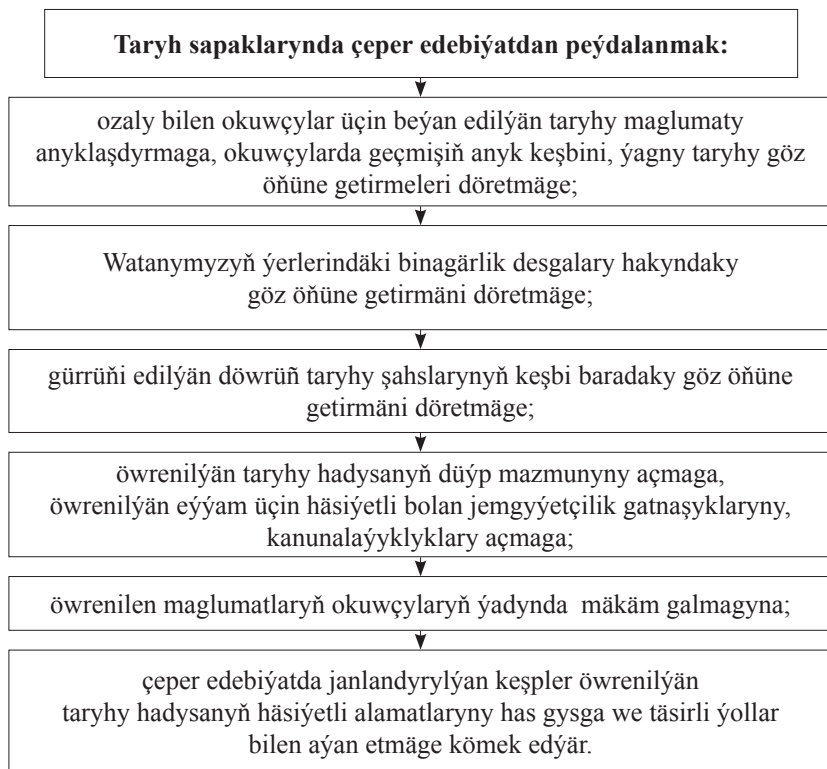 Taryh sapaklarynda çeper edebiýatdan peýdalanmak:
ozaly bilen okuwçylar üçin beýan edilýän taryhy maglumaty
anyklaşdyrmaga, okuwçylarda geçmişiň anyk keşbini, ýagny taryhy göz
öňüne getirmeleri döretmäge;
Watanymyzyň ýerlerindäki binagärlik desgalary hakyndaky
göz öňüne getirmäni döretmäge;
gürrüňi edilýän döwrüñ taryhy şahslarynyň keşbi baradaky göz öňüne
getirmäni döretmäge;
öwrenilýän taryhy hadysanyň düýp mazmunyny açmaga,
öwrenilýän eýýam üçin häsiýetli bolan jemgyýetçilik gatnaşyklaryny,
kanunalaýyklyklary açmaga;
öwrenilen maglumatlaryň okuwçylaryň ýadynda mäkäm galmagyna;
çeper edebiýatda janlandyrylýan keşpler öwrenilýän
taryhy hadysanyň häsiýetli alamatlaryny has gysga we täsirli ýollar
bilen aýan etmäge kömek edýär.